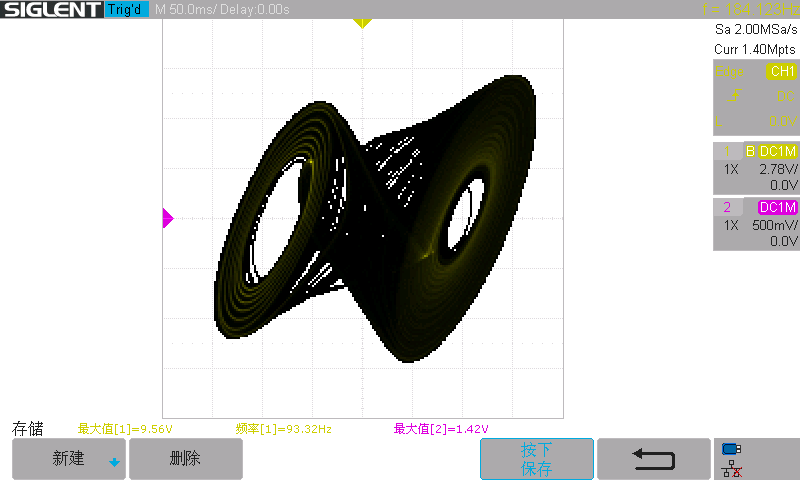 SIGLENT Trig'd M 50.0ms/ Delay:0.00s f = 184.123Hz
Sa 2.00MSa/s
Curr 1.40Mpts
Edge CH1
DC
L 0.0V
B DC1M
1X 2.78V/
0.0V
2 DC1M
1X 500mV/
0.0V
存储 最大值[1]=9.56V 频率[1]=93.32Hz 最大值[2]=1.42V
新建 删除 按下
保存